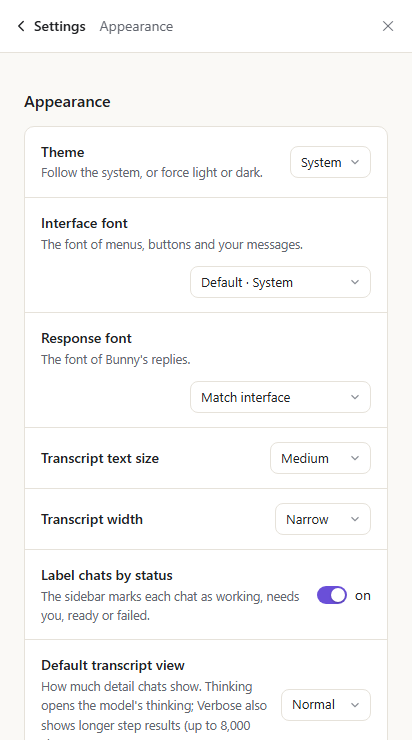 Settings Appearance
Appearance
Theme
Follow the system, or force light or dark.
System
Interface font
The font of menus, buttons and your messages.
Default · System
Response font
The font of Bunny's replies.
Match interface
Transcript text size
Medium
Transcript width
Narrow
Label chats by status
The sidebar marks each chat as working, needs
you, ready or failed.
on
Default transcript view
How much detail chats show. Thinking
opens the model's thinking; Verbose also
shows longer step results (up to 8,000
Normal